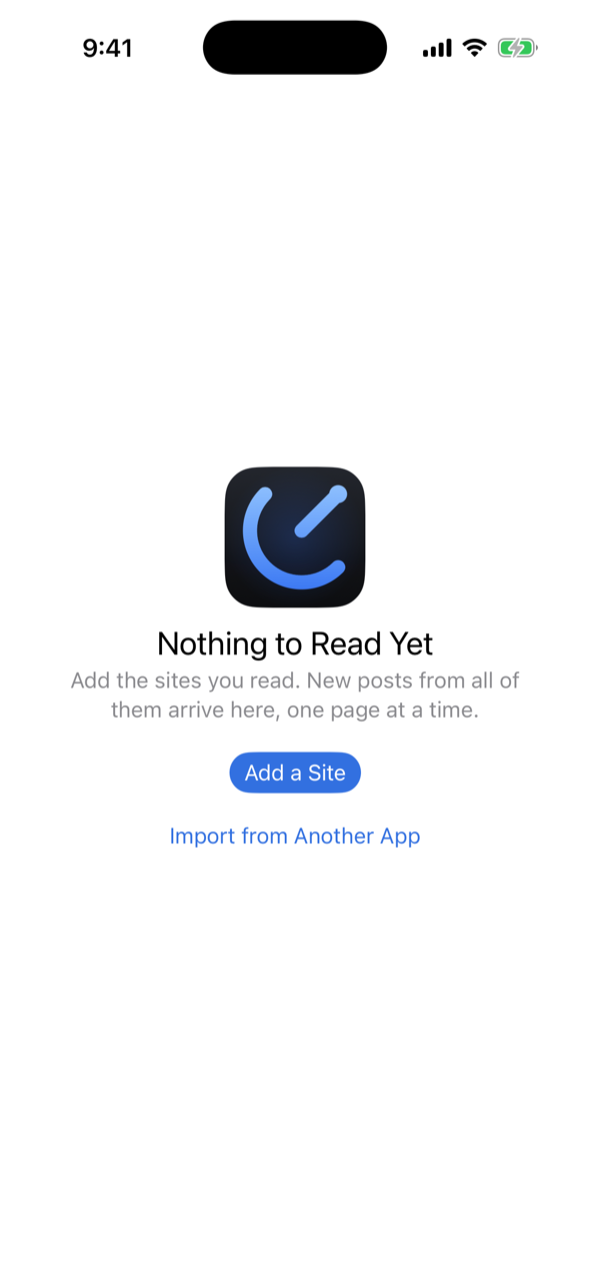 9:41
Nothing to Read Yet
Add the sites you read. New posts from all of
them arrive here, one page at a time.
Add a Site
Import from Another App